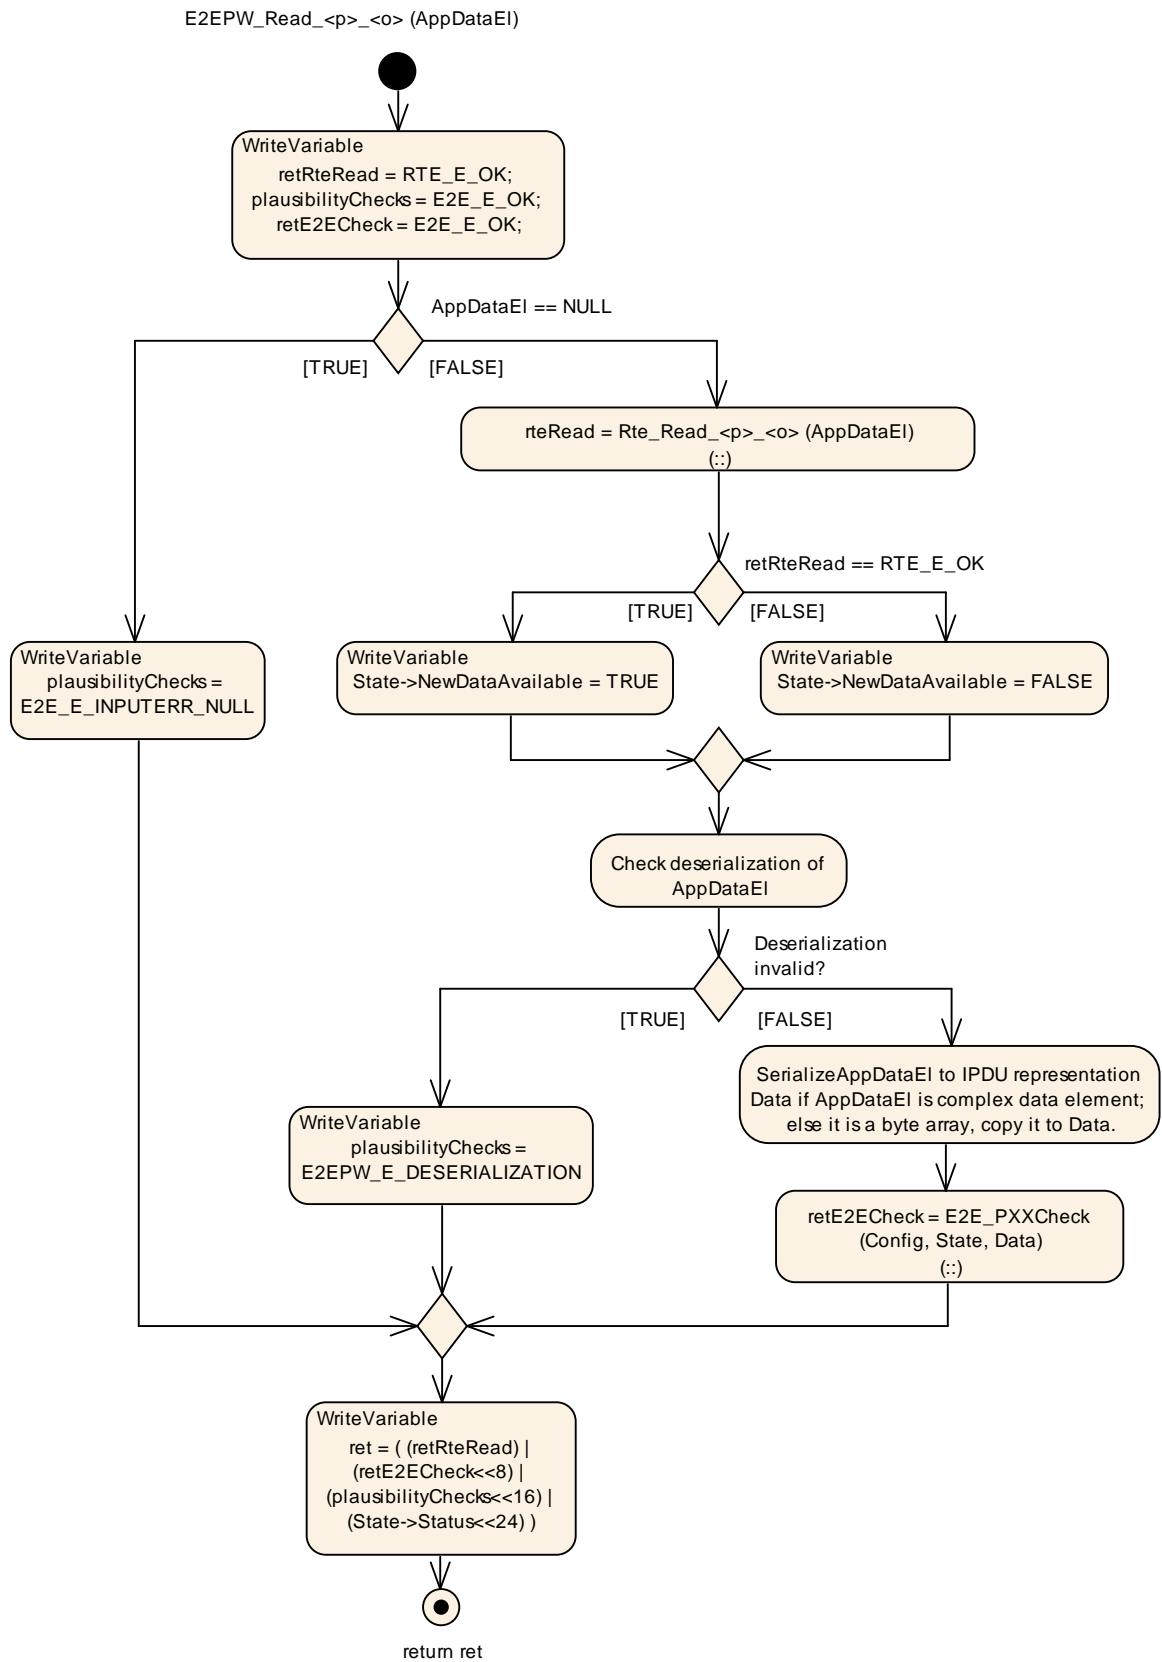 E2EPW_Read_<p>_<o> (AppDataEl)
WriteVariable
retRteRead = RTE_E_OK;
plausibilityChecks = E2E_E_OK;
retE2ECheck = E2E_E_OK;
AppDataEl == NULL
[TRUE]
[FALSE]
rteRead = Rte_Read_<p>_<o> (AppDataEl)
(::)
retRteRead == RTE_E_OK
[TRUE]
[FALSE]
WriteVariable
plausibilityChecks =
E2E_E_INPUTERR_NULL
WriteVariable
State->NewDataAvailable = TRUE
WriteVariable
State->NewDataAvailable = FALSE
Check deserialization of
AppDataEl
Deserialization
invalid?
[TRUE]
[FALSE]
SerializeAppDataEl to IPDU representation
Data if AppDataEl is complex data element;
else it is a byte array, copy it to Data.
WriteVariable
plausibilityChecks =
E2EPW_E_DESERIALIZATION
retE2ECheck = E2E_PXXCheck
(Config, State, Data)
(::)
WriteVariable
ret = ( (retRteRead) |
(retE2ECheck<<8) |
(plausibilityChecks<<16) |
(State->Status<<24) )
return ret